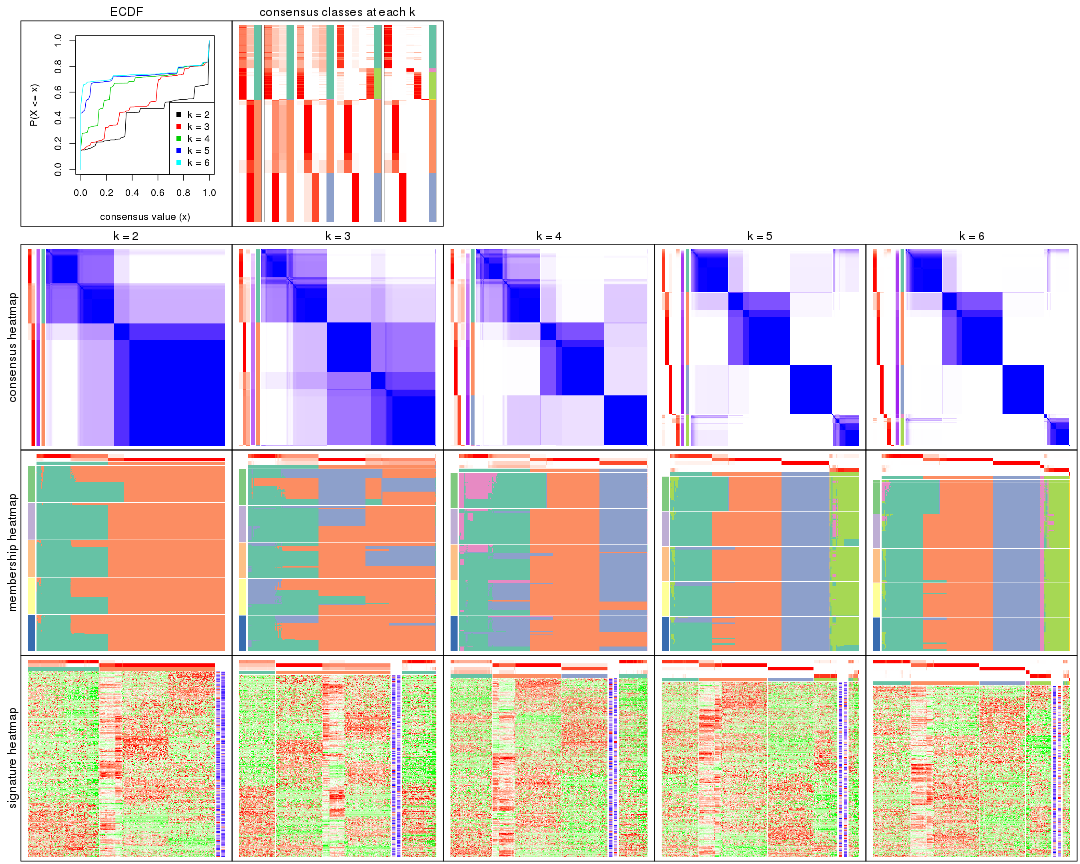 ECDF
consensus classes at each k
P(X <= x)
0.0 0.2 0.4 0.6 0.8 1.0
k = 2
k = 3
k = 4
k = 5
k = 6
0.0 0.2 0.4 0.6 0.8 1.0
consensus value (x)
k = 2 k = 3 k = 4 k = 5 k = 6
consensus heatmap
membership heatmap
signature heatmap